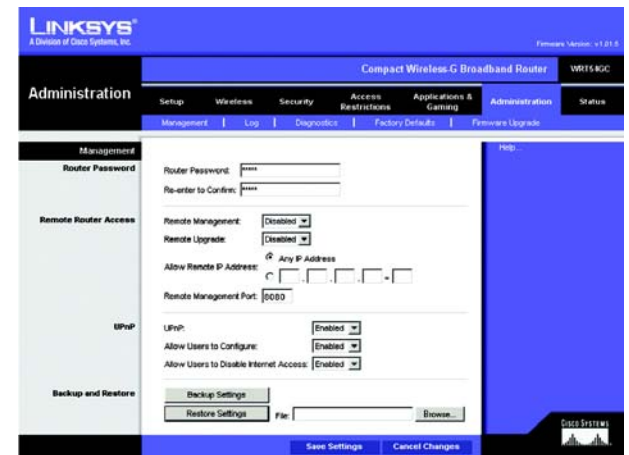 LINKSYS®
A Division of Cisco Systems, Inc.
Firmware Version: v1.01.5
Compact Wireless-G Broadband Router
WRT54GC
Administration
Setup
Wireless
Security
Access Restrictions
Applications & Gaming
Administration
Status
Management | Log | Diagnostics | Factory Defaults | Firmware Upgrade
Management
Help...
Router Password
Router Password: *****
Re-enter to Confirm: *****
Remote Router Access
Remote Management: Disabled
Remote Upgrade: Disabled
Allow Remote IP Address: Any IP Address
. . . -
Remote Management Port: 8080
UPnP
UPnP: Enabled
Allow Users to Configure: Enabled
Allow Users to Disable Internet Access: Enabled
Backup and Restore
Backup Settings
Restore Settings File: Browse...
Save Settings Cancel Changes
CISCO SYSTEMS